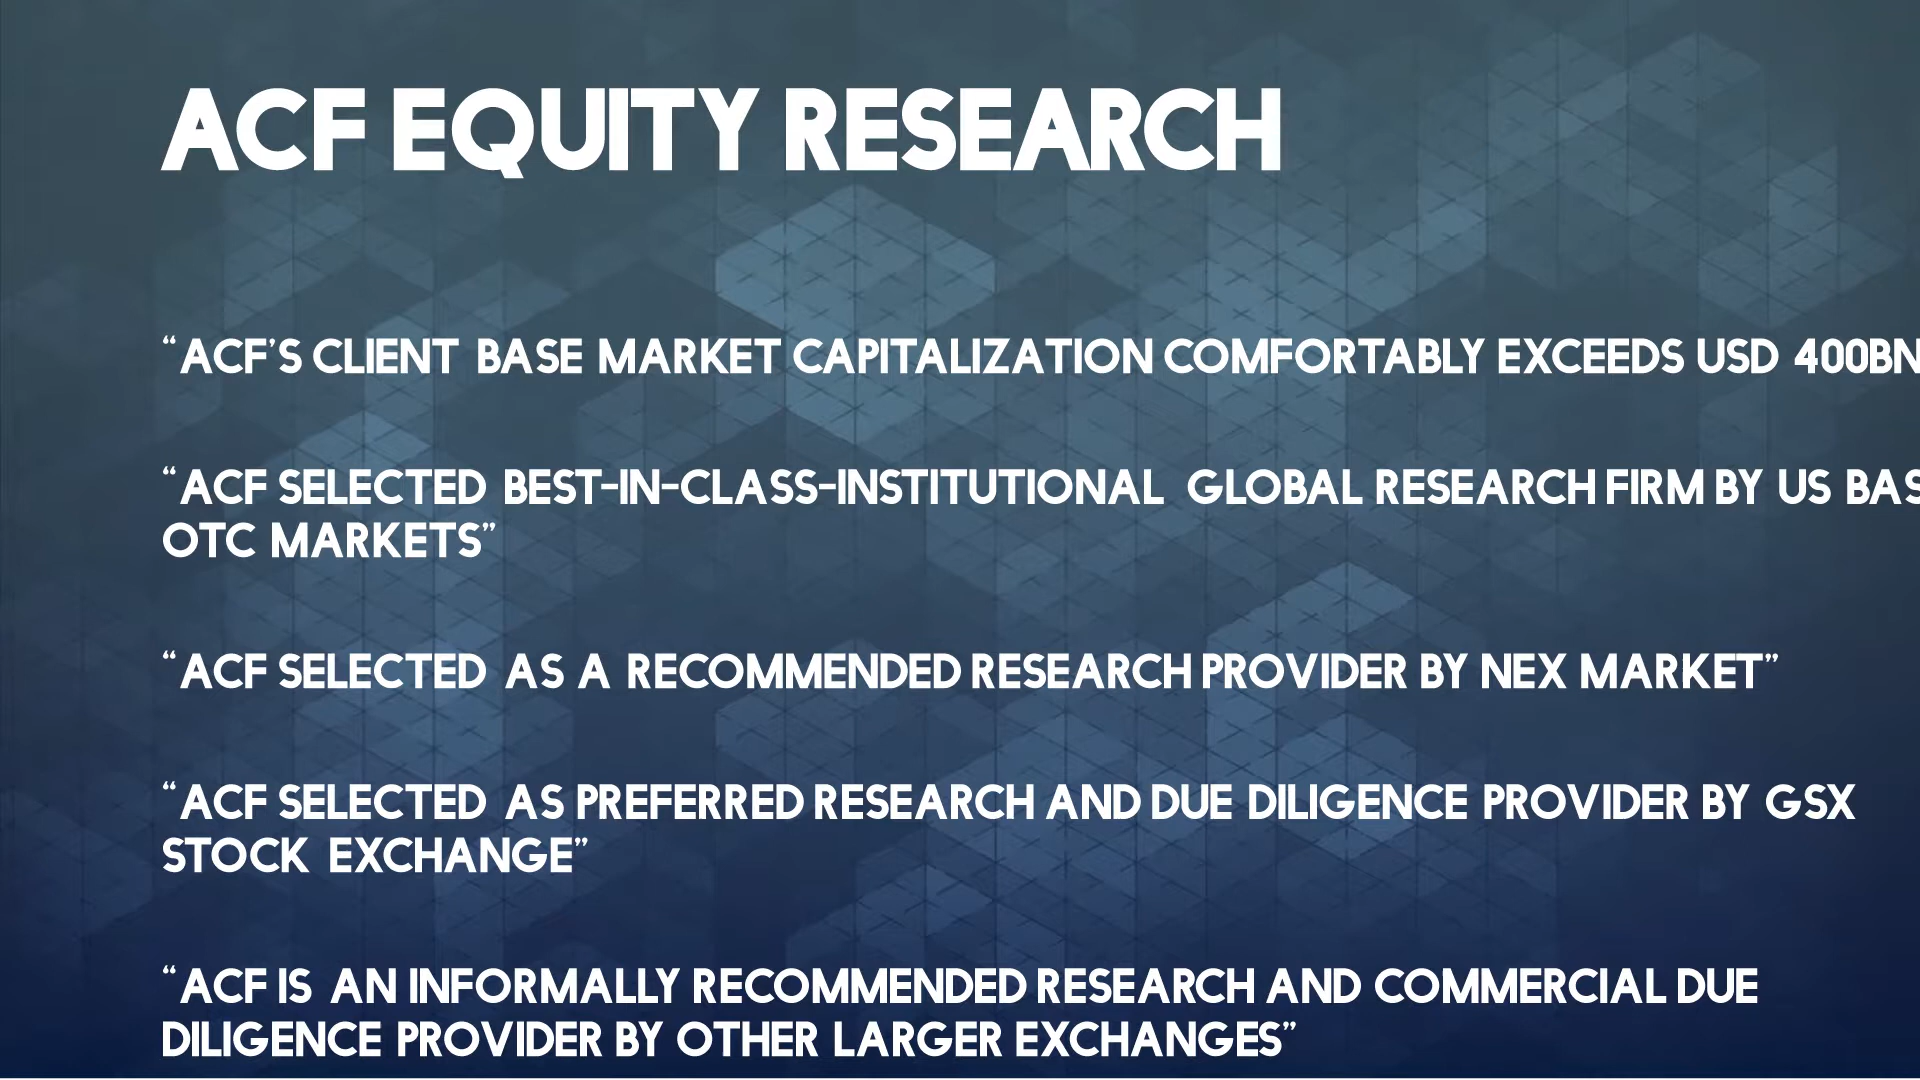 ACF EQUITY RESEARCH
“ACF’S CLIENT BASE MARKET CAPITALIZATION COMFORTABLY EXCEEDS USD 400BN
“ACF SELECTED BEST-IN-CLASS-INSTITUTIONAL GLOBAL RESEARCH FIRM BY US BAS
OTC MARKETS”
“ACF SELECTED AS A RECOMMENDED RESEARCH PROVIDER BY NEX MARKET”
“ACF SELECTED AS PREFERRED RESEARCH AND DUE DILIGENCE PROVIDER BY GSX
STOCK EXCHANGE”
“ACF IS AN INFORMALLY RECOMMENDED RESEARCH AND COMMERCIAL DUE
DILIGENCE PROVIDER BY OTHER LARGER EXCHANGES”